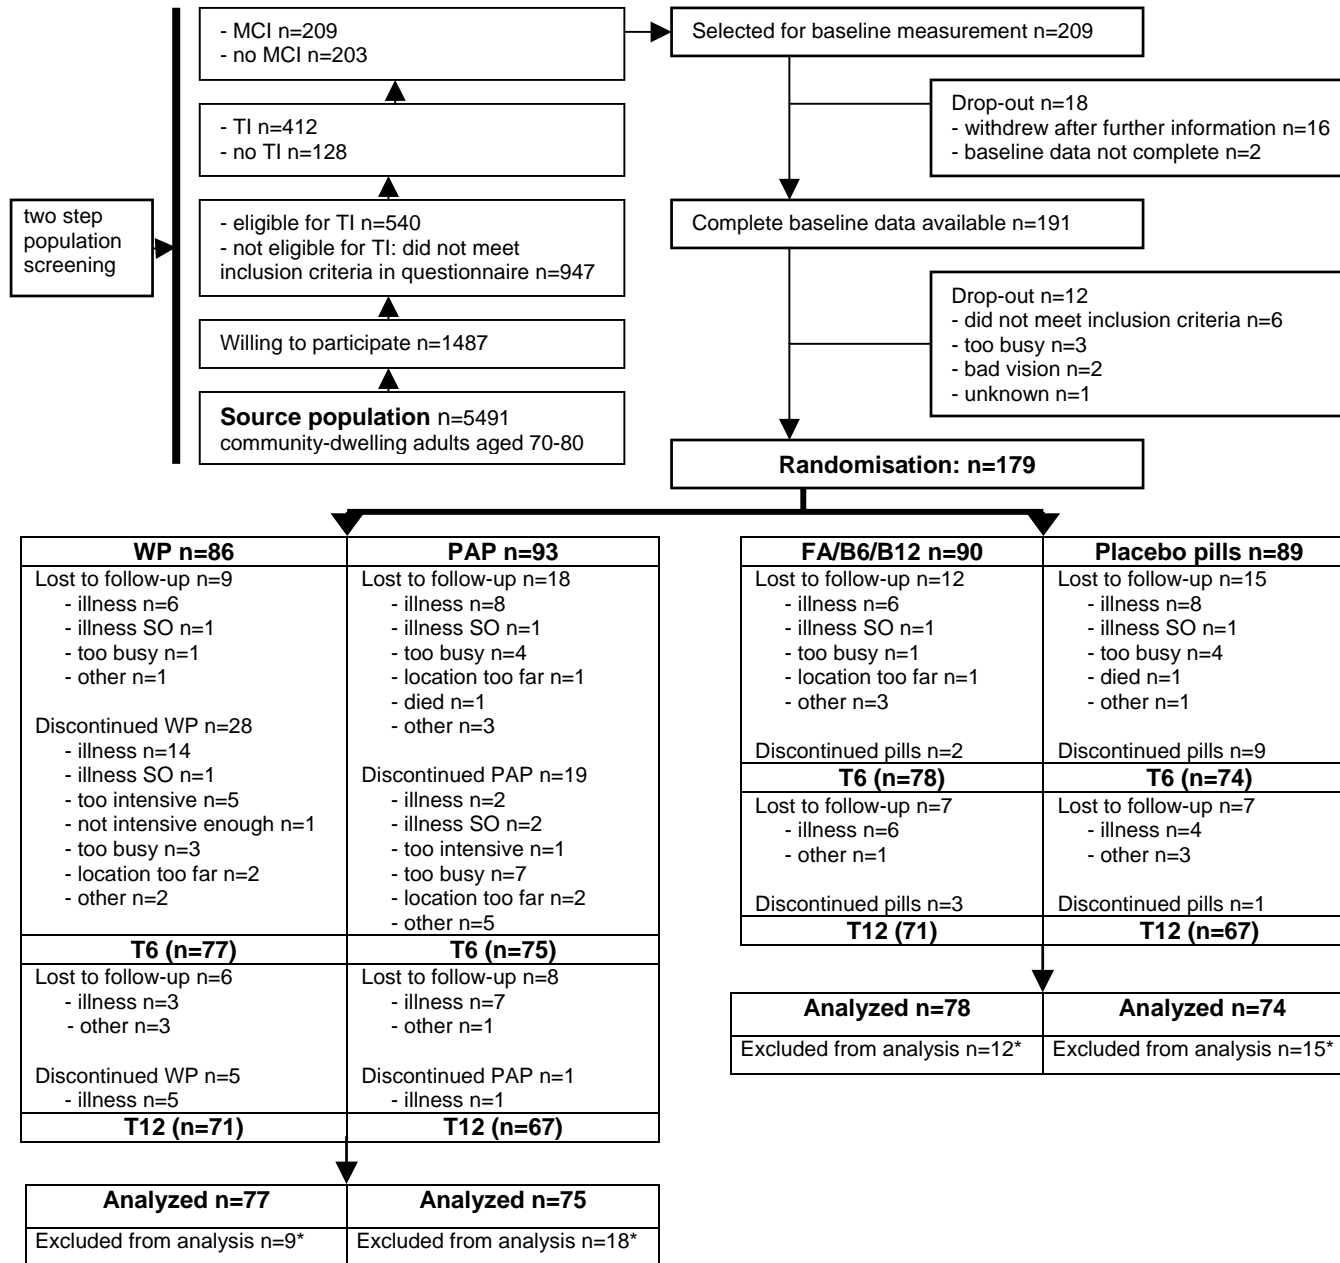 two step
population
screening
- MCI n=209
- no MCI n=203
- TI n=412
- no TI n=128
- eligible for TI n=540
- not eligible for TI: did not meet
inclusion criteria in questionnaire n=947
Willing to participate n=1487
Source population n=5491
community-dwelling adults aged 70-80
Selected for baseline measurement n=209
Drop-out n=18
- withdrew after further information n=16
- baseline data not complete n=2
Complete baseline data available n=191
Drop-out n=12
- did not meet inclusion criteria n=6
- too busy n=3
- bad vision n=2
- unknown n=1
Randomisation: n=179
WP n=86
Lost to follow-up n=9
- illness n=6
- illness SO n=1
- too busy n=1
- other n=1
Discontinued WP n=28
- illness n=14
- illness SO n=1
- too intensive n=5
- not intensive enough n=1
- too busy n=3
- location too far n=2
- other n=2
T6 (n=77)
Lost to follow-up n=6
- illness n=3
- other n=3
Discontinued WP n=5
- illness n=5
T12 (n=71)
PAP n=93
Lost to follow-up n=18
- illness n=8
- illness SO n=1
- too busy n=4
- location too far n=1
- died n=1
- other n=3
Discontinued PAP n=19
- illness n=2
- illness SO n=2
- too intensive n=1
- too busy n=7
- location too far n=2
- other n=5
T6 (n=75)
Lost to follow-up n=8
- illness n=7
- other n=1
Discontinued PAP n=1
- illness n=1
T12 (n=67)
Analyzed n=77
Excluded from analysis n=9*
Analyzed n=75
Excluded from analysis n=18*
FA/B6/B12 n=90
Lost to follow-up n=12
- illness n=6
- illness SO n=1
- too busy n=1
- location too far n=1
- other n=3
Discontinued pills n=2
T6 (n=78)
Lost to follow-up n=7
- illness n=6
- other n=1
Discontinued pills n=3
T12 (71)
Placebo pills n=89
Lost to follow-up n=15
- illness n=8
- illness SO n=1
- too busy n=4
- died n=1
- other n=1
Discontinued pills n=9
T6 (n=74)
Lost to follow-up n=7
- illness n=4
- other n=3
Discontinued pills n=1
T12 (n=67)
Analyzed n=78
Excluded from analysis n=12*
Analyzed n=74
Excluded from analysis n=15*